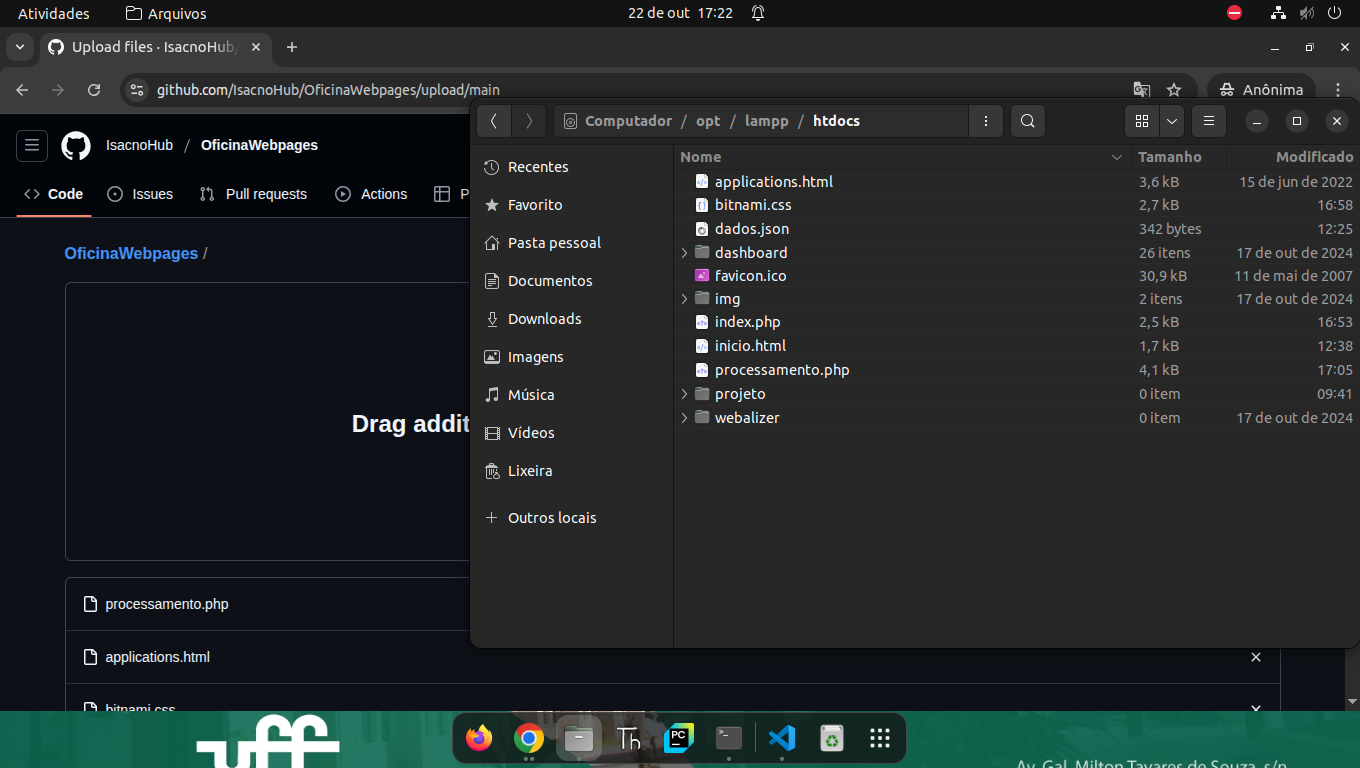 Atividades Arquivos 22 de out 17:22
Upload files · IsacnoHub/
github.com/IsacnoHub/OficinaWebpages/upload/main Anônima
IsacnoHub / OficinaWebpages
Code Issues Pull requests Actions P
OficinaWebpages /
Drag addit
processamento.php
applications.html
bitnami.css
Computador / opt / lampp / htdocs
Recentes
Favorito
Pasta pessoal
Documentos
Downloads
Imagens
Música
Vídeos
Lixeira
Outros locais
Nome Tamanho Modificado
applications.html 3,6 kB 15 de jun de 2022
bitnami.css 2,7 kB 16:58
dados.json 342 bytes 12:25
dashboard 26 itens 17 de out de 2024
favicon.ico 30,9 kB 11 de mai de 2007
img 2 itens 17 de out de 2024
index.php 2,5 kB 16:53
inicio.html 1,7 kB 12:38
processamento.php 4,1 kB 17:05
projeto 0 item 09:41
webalizer 0 item 17 de out de 2024
uff
Th
PC
Av. Gal. Milton Tavares de Souza, s/n